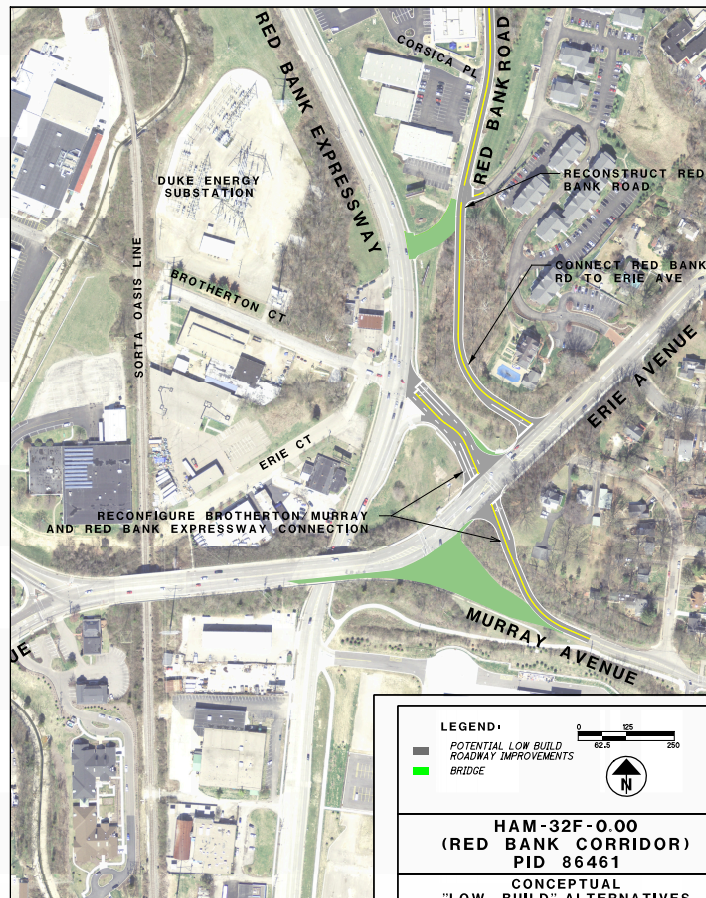 RED BANK EXPRESSWAY
CORSICA PL
RED BANK ROAD
DUKE ENERGY
SUBSTATION
RECONSTRUCT RED
BANK ROAD
SORTA OASIS LINE
BROTHERTON CT
CONNECT RED BANK
RD TO ERIE AVE
ERIE AVENUE
ERIE CT
RECONFIGURE BROTHERTON/MURRAY
AND RED BANK EXPRESSWAY CONNECTION
MURRAY AVENUE
UE
LEGEND:
POTENTIAL LOW BUILD
ROADWAY IMPROVEMENTS
BRIDGE
0 125
62.5 250
N
HAM-32F-0.00
(RED BANK CORRIDOR)
PID 86461
CONCEPTUAL
"LOW BUILD" ALTERNATIVES